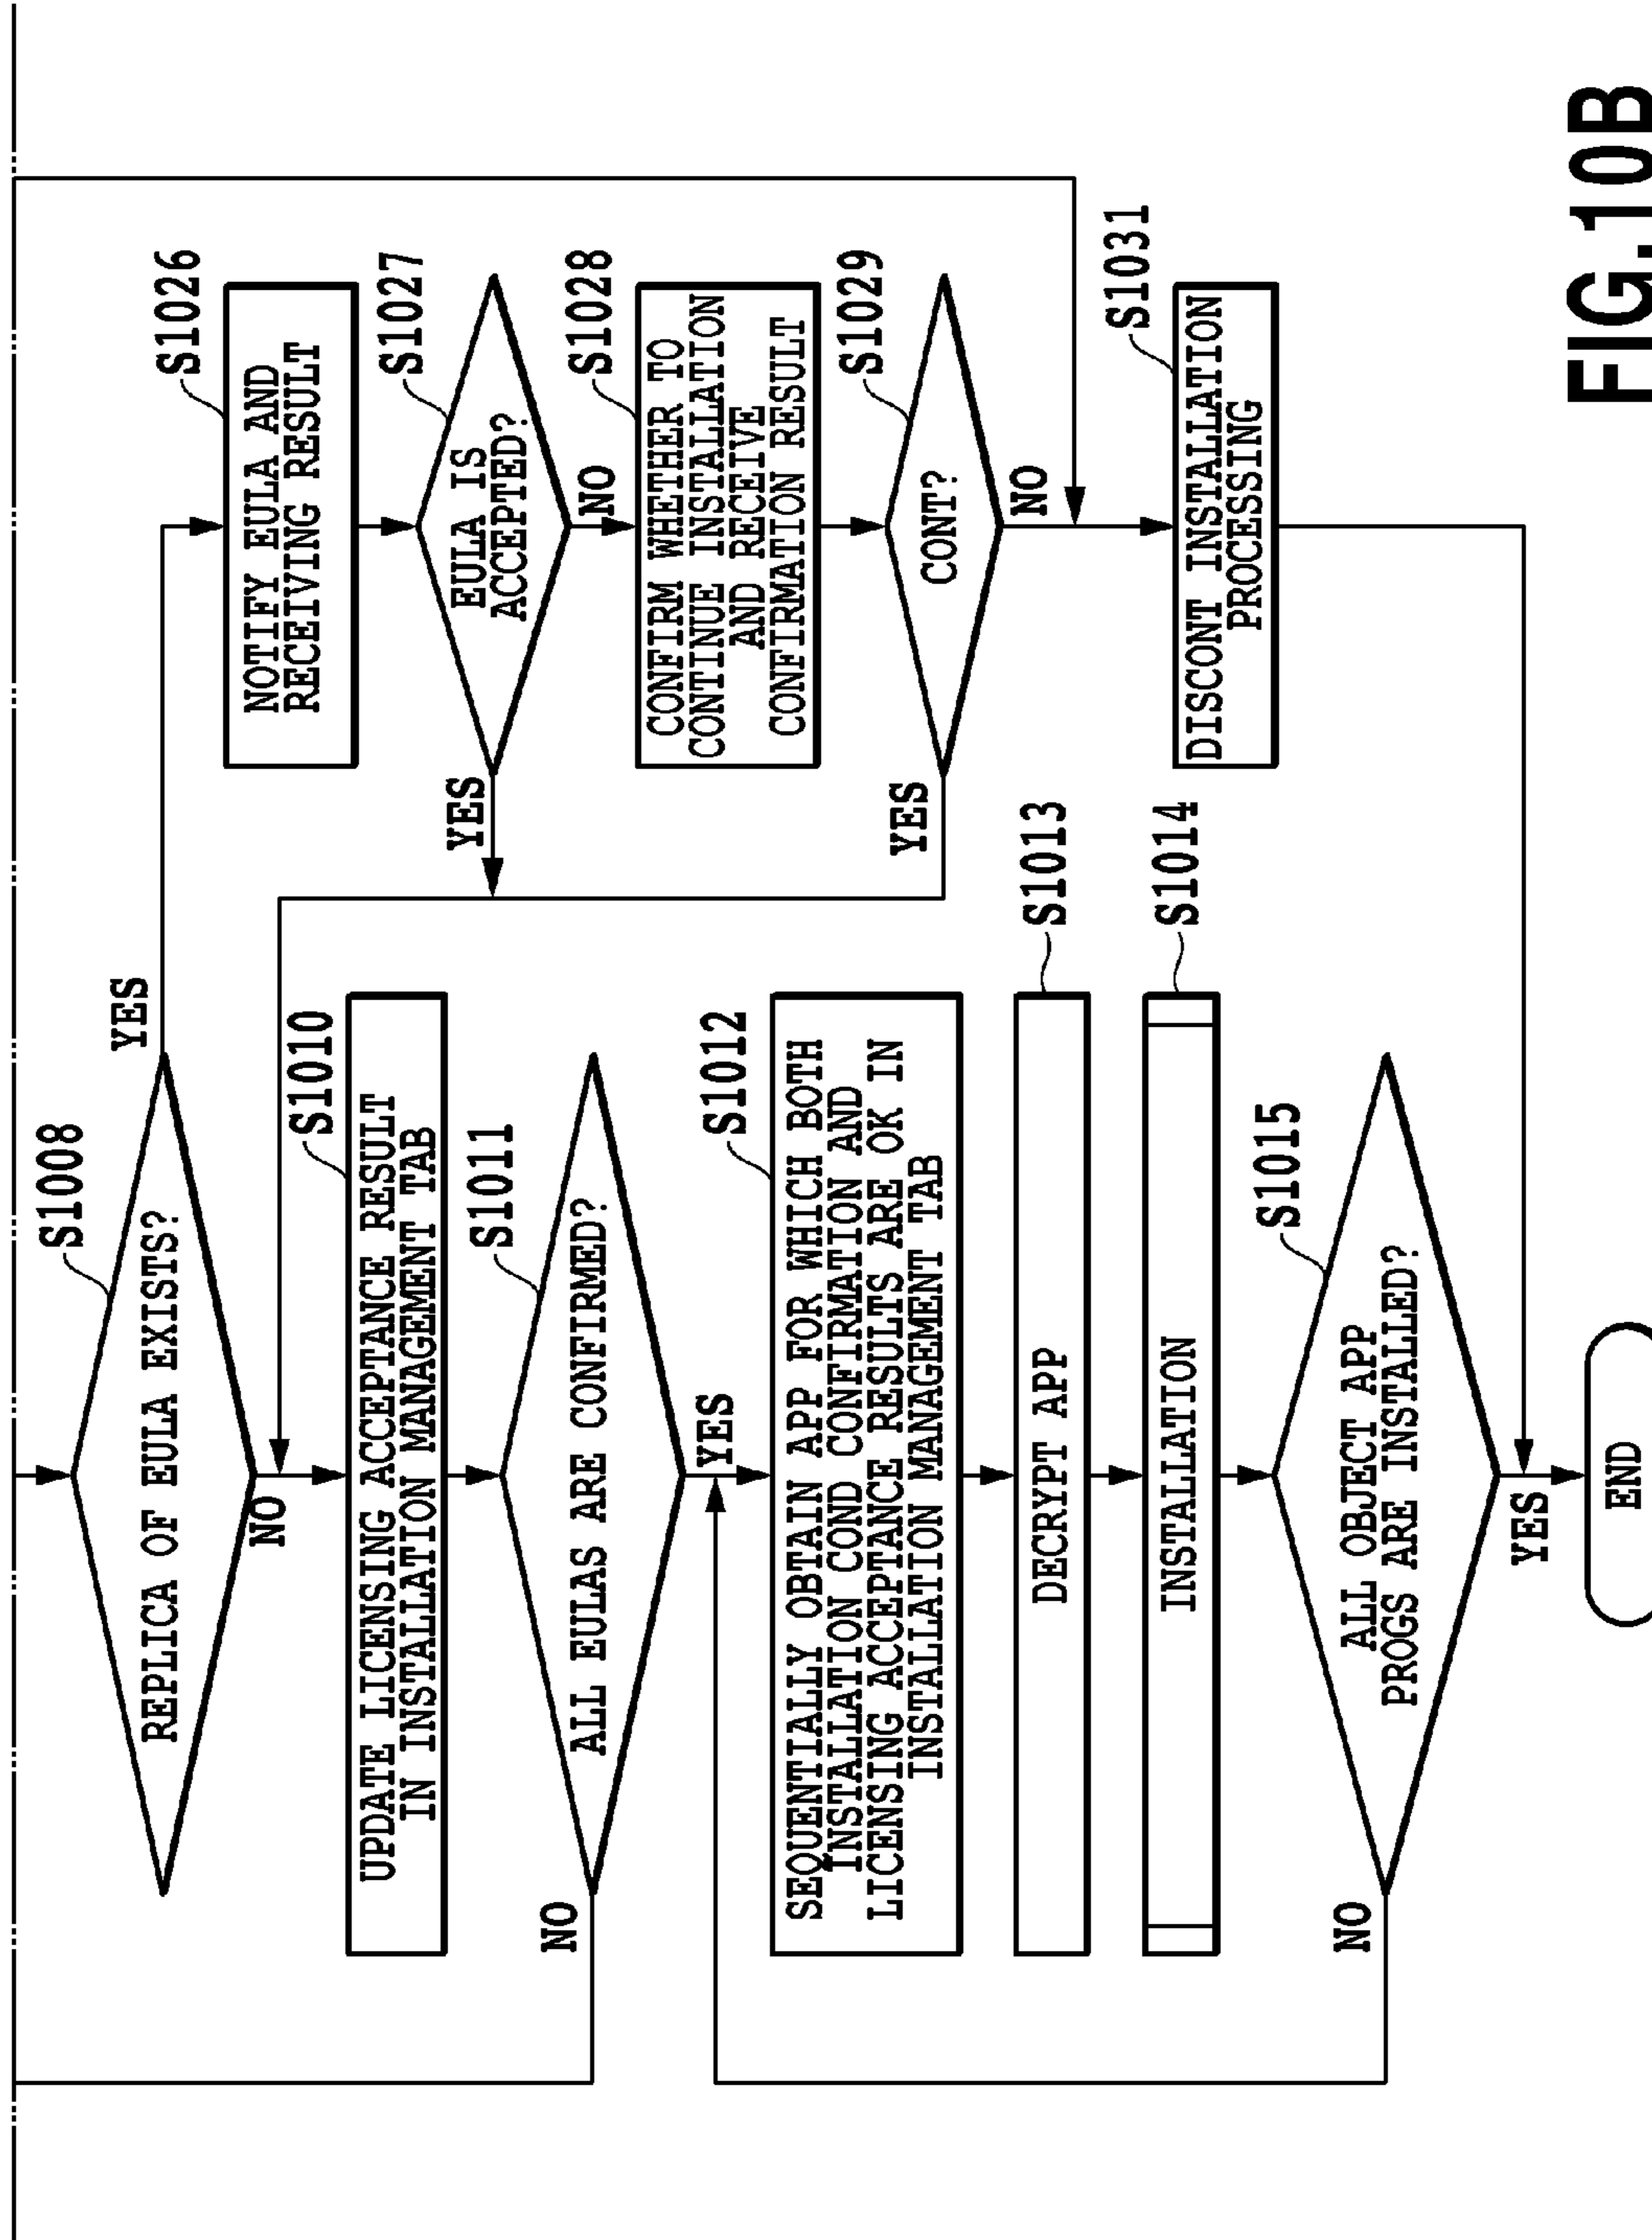 S1008
REPLICA OF EULA EXISTS?
YES
NO
S1010
UPDATE LICENSING ACCEPTANCE RESULT
IN INSTALLATION MANAGEMENT TAB
S1011
ALL EULAS ARE CONFIRMED?
NO
YES
S1012
SEQUENTIALLY OBTAIN APP FOR WHICH BOTH
INSTALLATION COND CONFIRMATION AND
LICENSING ACCEPTANCE RESULTS ARE OK IN
INSTALLATION MANAGEMENT TAB
S1013
DECRYPT APP
S1014
INSTALLATION
S1015
ALL OBJECT APP
PROGS ARE INSTALLED?
NO
YES
END
S1026
NOTIFY EULA AND
RECEIVING RESULT
S1027
EULA IS
ACCEPTED?
YES
NO
S1028
CONFIRM WHETHER TO
CONTINUE INSTALLATION
AND RECEIVE
CONFIRMATION RESULT
S1029
CONT?
YES
NO
S1031
DISCONT INSTALLATION
PROCESSING
FIG.10B